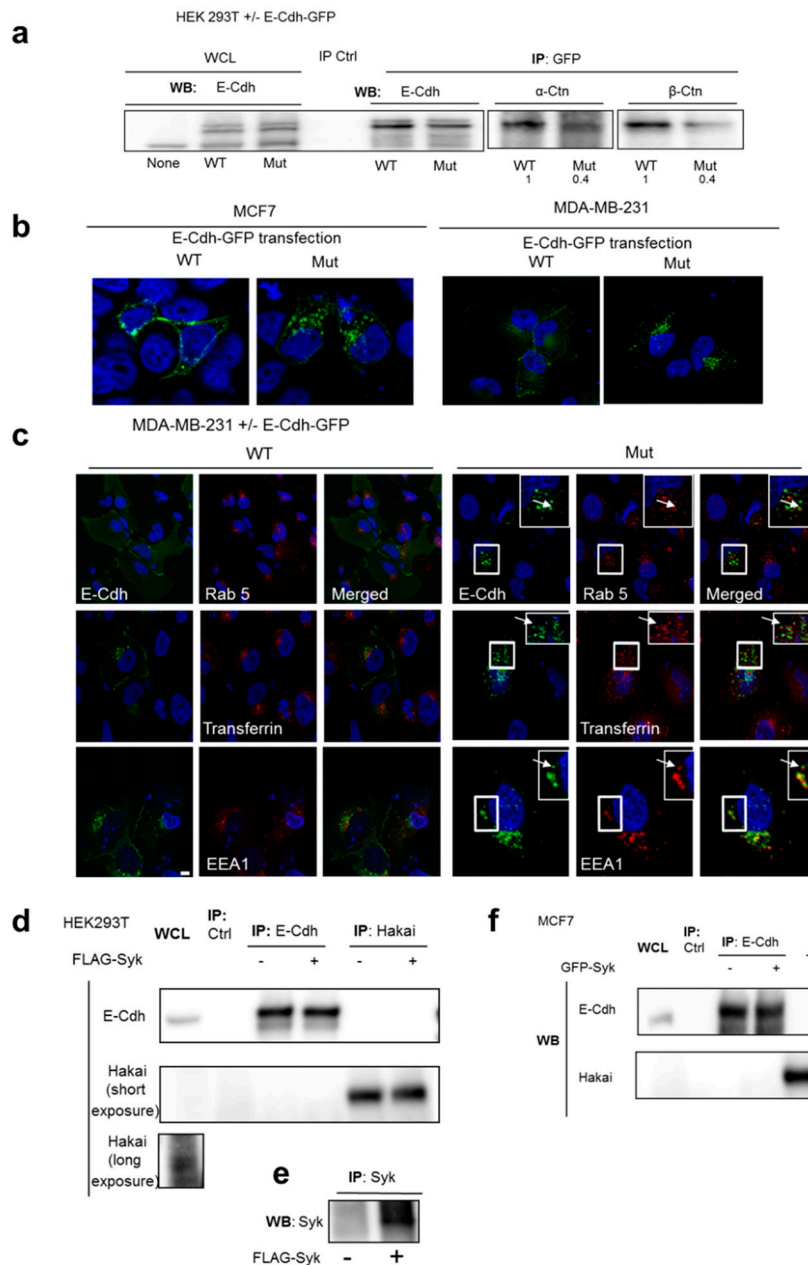 a
HEK 293T +/- E-Cdh-GFP
WCL IP Ctrl IP: GFP
WB: E-Cdh WB: E-Cdh α-Ctn β-Ctn
None WT Mut WT Mut WT Mut WT Mut
1 0.4 1 0.4
b
MCF7 MDA-MB-231
E-Cdh-GFP transfection E-Cdh-GFP transfection
WT Mut WT Mut
c
MDA-MB-231 +/- E-Cdh-GFP
WT Mut
E-Cdh Rab 5 Merged E-Cdh Rab 5 Merged
Transferrin Transferrin
EEA1 EEA1
d
HEK293T
WCL IP: Ctrl IP: E-Cdh IP: Hakai
FLAG-Syk - + - +
E-Cdh
Hakai
(short
exposure)
Hakai
(long
exposure)
e
IP: Syk
WB: Syk
FLAG-Syk - +
f
MCF7
WCL IP: Ctrl IP: E-Cdh
GFP-Syk - +
WB
E-Cdh
Hakai